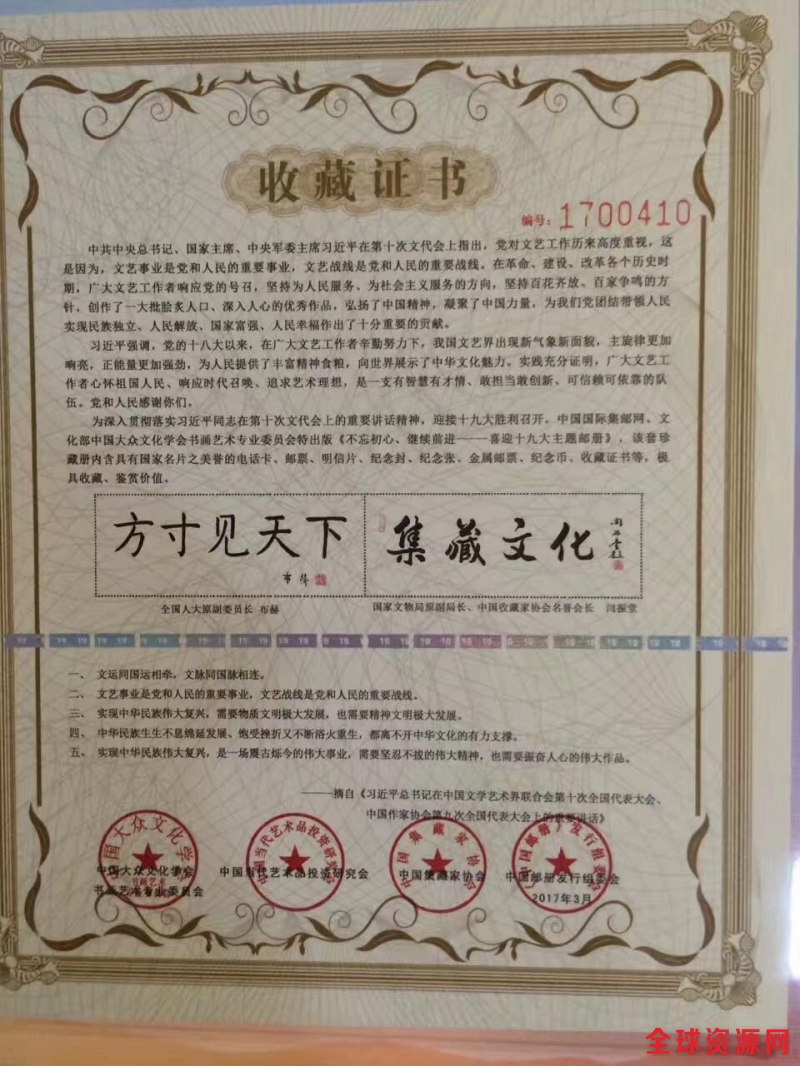 收藏证书
编号：1700410
中共中央总书记、国家主席、中央军委主席习近平在第十次文代会上指出，党对文艺工作历来高度重视，这
是因为，文艺事业是党和人民的重要事业，文艺战线是党和人民的重要战线。在革命、建设、改革各个历史时
期，广大文艺工作者响应党的号召，坚持为人民服务、为社会主义服务的方向，坚持百花齐放、百家争鸣的方
针，创作了一大批脍炙人口、深入人心的优秀作品，弘扬了中国精神，凝聚了中国力量，为我们党团结带领人民
实现民族独立、人民解放、国家富强、人民幸福作出了十分重要的贡献。
习近平强调，党的十八大以来，在广大文艺工作者辛勤努力下，我国文艺界出现新气象新面貌，主旋律更加
响亮，正能量更加强劲，为人民提供了丰富精神食粮，向世界展示了中华文化魅力。实践充分证明，广大文艺工
作者心怀祖国人民、响应时代召唤、追求艺术理想，是一支有智慧有才情、敢担当敢创新、可信赖可依靠的队
伍。党和人民感谢你们。
为深入贯彻落实习近平同志在第十次文代会上的重要讲话精神，迎接十九大胜利召开，中国国际集邮网、文
化部中国大众文化学会书画艺术专业委员会特出版《不忘初心、继续前进——喜迎十九大主题邮册》，该套珍
藏册内含具有国家名片之美誉的电话卡、邮票、明信片、纪念封、纪念张、金属邮票、纪念币、收藏证书等，极
具收藏、鉴赏价值。
方寸见天下
布赫
集藏文化
全国人大原副委员长 布赫
国家文物局原副局长、中国收藏家协会名誉会长 闫振堂
一、 文运同国运相牵，文脉同国脉相连。
二、 文艺事业是党和人民的重要事业，文艺战线是党和人民的重要战线。
三、 实现中华民族伟大复兴，需要物质文明极大发展，也需要精神文明极大发展。
四、 中华民族生生不息绵延发展、饱受挫折又不断浴火重生，都离不开中华文化的有力支撑。
五、 实现中华民族伟大复兴，是一场震古烁今的伟大事业，需要坚忍不拔的伟大精神，也需要振奋人心的伟大作品。
——摘自《习近平总书记在中国文学艺术界联合会第十次全国代表大会、
中国作家协会第九次全国代表大会上的重要讲话》
中国大众文化学会
书画艺术专业委员会
中国当代艺术品投资研究会
中国集藏家协会
中国邮册发行组委会
2017年3月
全球资源网